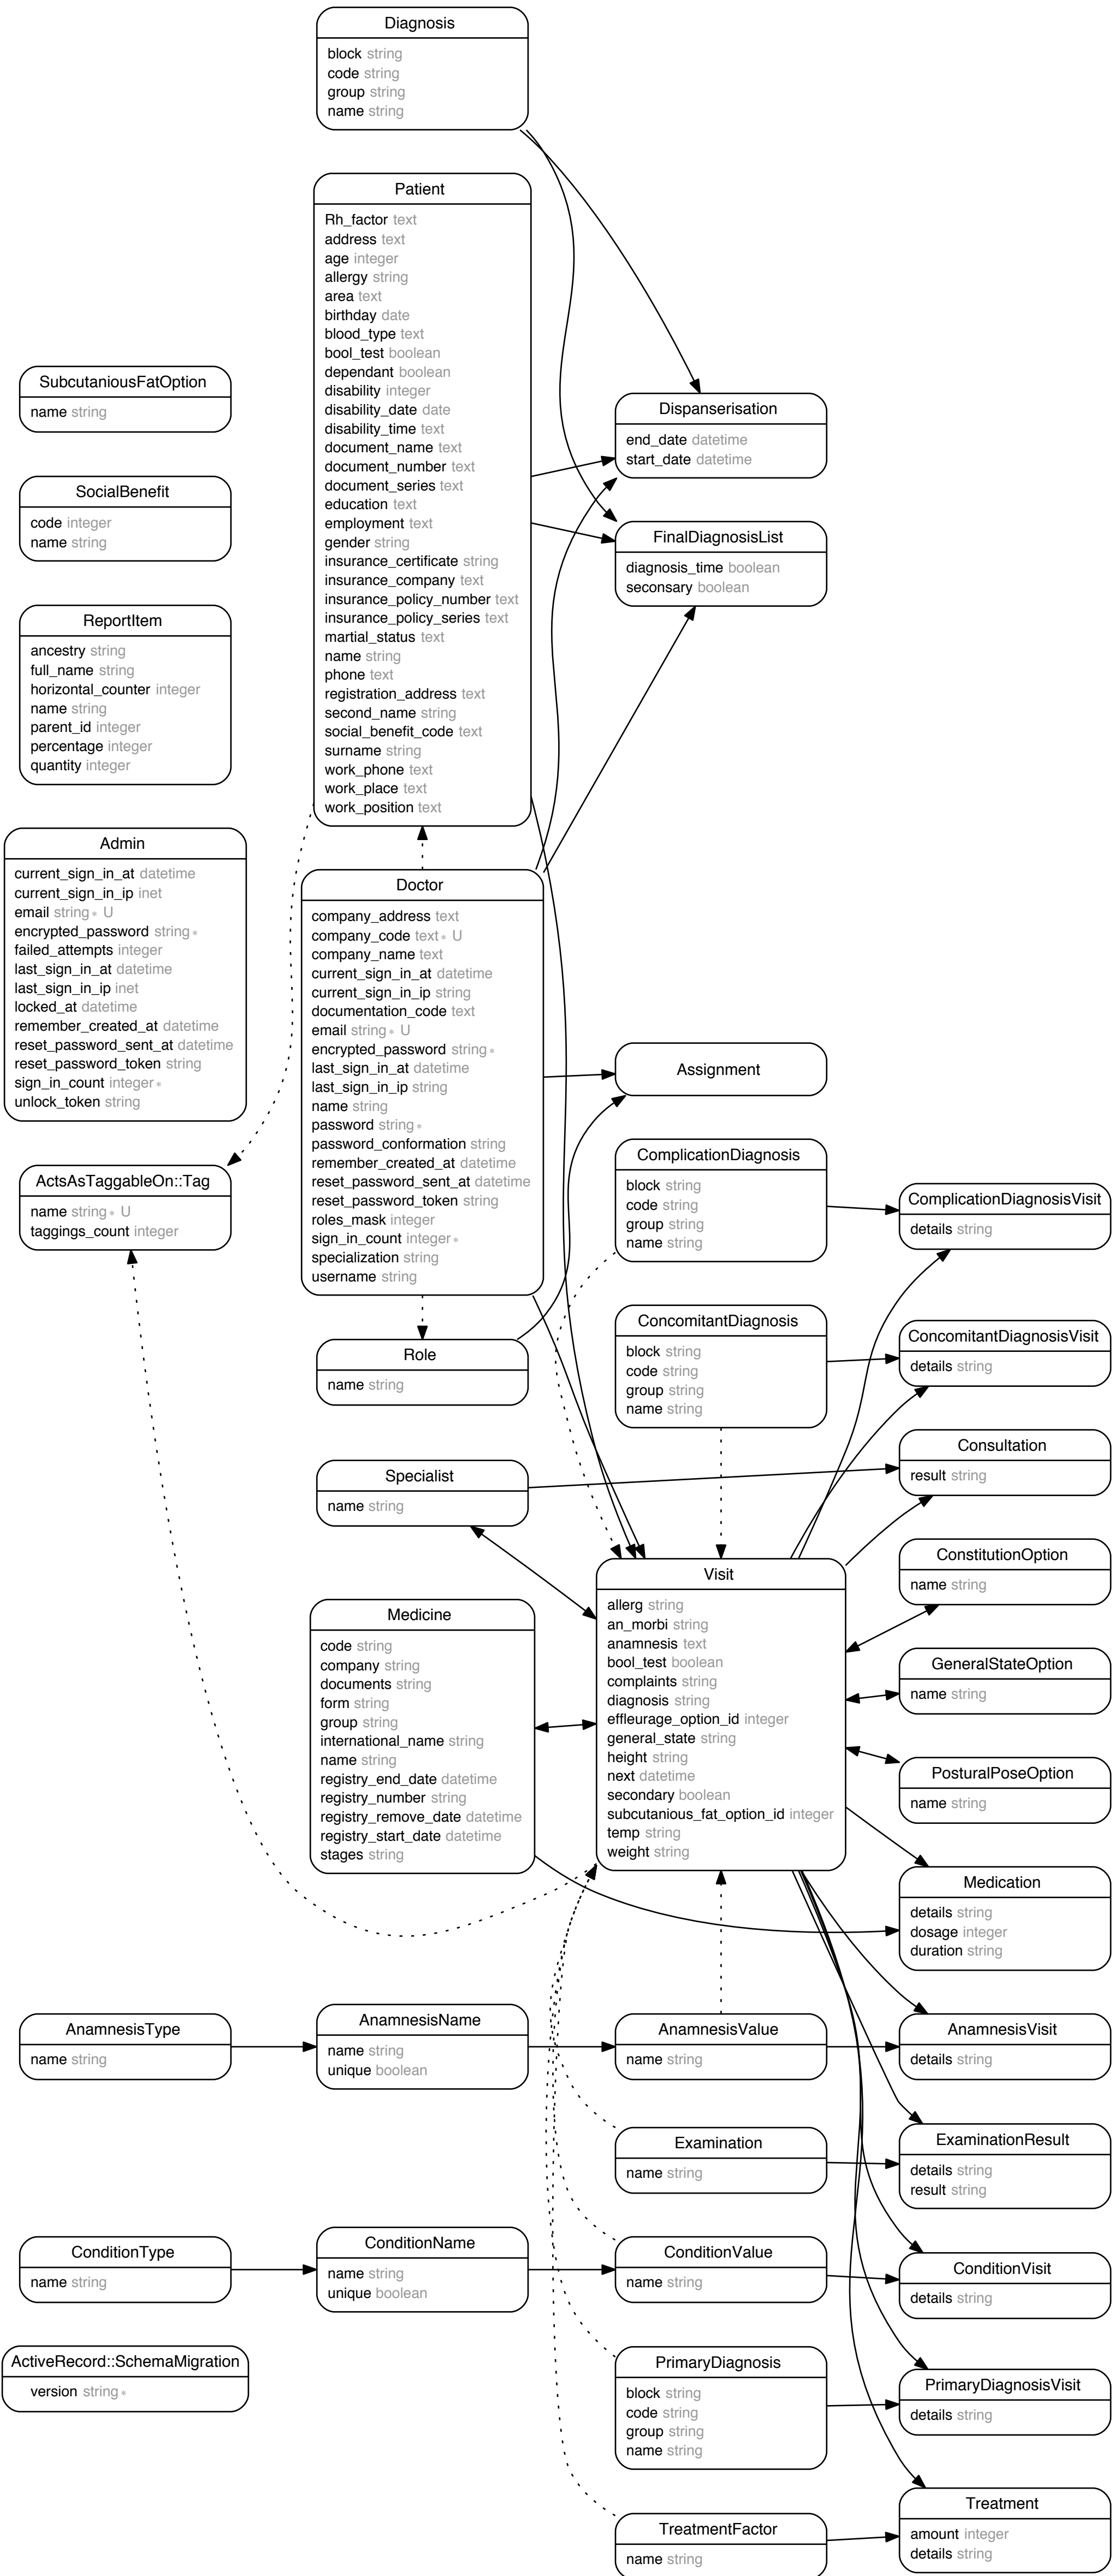 Diagnosis
block string
code string
group string
name string
Patient
Rh_factor text
address text
age integer
allergy string
area text
birthday date
blood_type text
bool_test boolean
dependant boolean
disability integer
disability_date date
disability_time text
document_name text
document_number text
document_series text
education text
employment text
gender string
insurance_certificate string
insurance_company text
insurance_policy_number text
insurance_policy_series text
martial_status text
name string
phone text
registration_address text
second_name string
social_benefit_code text
surname string
work_phone text
work_place text
work_position text
SubcutaniousFatOption
name string
Dispanserisation
end_date datetime
start_date datetime
SocialBenefit
code integer
name string
FinalDiagnosisList
diagnosis_time boolean
seconsary boolean
ReportItem
ancestry string
full_name string
horizontal_counter integer
name string
parent_id integer
percentage integer
quantity integer
Admin
current_sign_in_at datetime
current_sign_in_ip inet
email string∗ U
encrypted_password string∗
failed_attempts integer
last_sign_in_at datetime
last_sign_in_ip inet
locked_at datetime
remember_created_at datetime
reset_password_sent_at datetime
reset_password_token string
sign_in_count integer∗
unlock_token string
Doctor
company_address text
company_code text∗ U
company_name text
current_sign_in_at datetime
current_sign_in_ip string
documentation_code text
email string∗ U
encrypted_password string∗
last_sign_in_at datetime
last_sign_in_ip string
name string
password string∗
password_conformation string
remember_created_at datetime
reset_password_sent_at datetime
reset_password_token string
roles_mask integer
sign_in_count integer∗
specialization string
username string
Assignment
ActsAsTaggableOn::Tag
name string∗ U
taggings_count integer
ComplicationDiagnosis
block string
code string
group string
name string
ComplicationDiagnosisVisit
details string
Role
name string
ConcomitantDiagnosis
block string
code string
group string
name string
ConcomitantDiagnosisVisit
details string
Consultation
result string
Specialist
name string
ConstitutionOption
name string
Visit
allerg string
an_morbi string
anamnesis text
bool_test boolean
complaints string
diagnosis string
effleurage_option_id integer
general_state string
height string
next datetime
secondary boolean
subcutanious_fat_option_id integer
temp string
weight string
Medicine
code string
company string
documents string
form string
group string
international_name string
name string
registry_end_date datetime
registry_number string
registry_remove_date datetime
registry_start_date datetime
stages string
GeneralStateOption
name string
PosturalPoseOption
name string
Medication
details string
dosage integer
duration string
AnamnesisType
name string
AnamnesisName
name string
unique boolean
AnamnesisValue
name string
AnamnesisVisit
details string
Examination
name string
ExaminationResult
details string
result string
ConditionType
name string
ConditionName
name string
unique boolean
ConditionValue
name string
ConditionVisit
details string
ActiveRecord::SchemaMigration
version string∗
PrimaryDiagnosis
block string
code string
group string
name string
PrimaryDiagnosisVisit
details string
TreatmentFactor
name string
Treatment
amount integer
details string